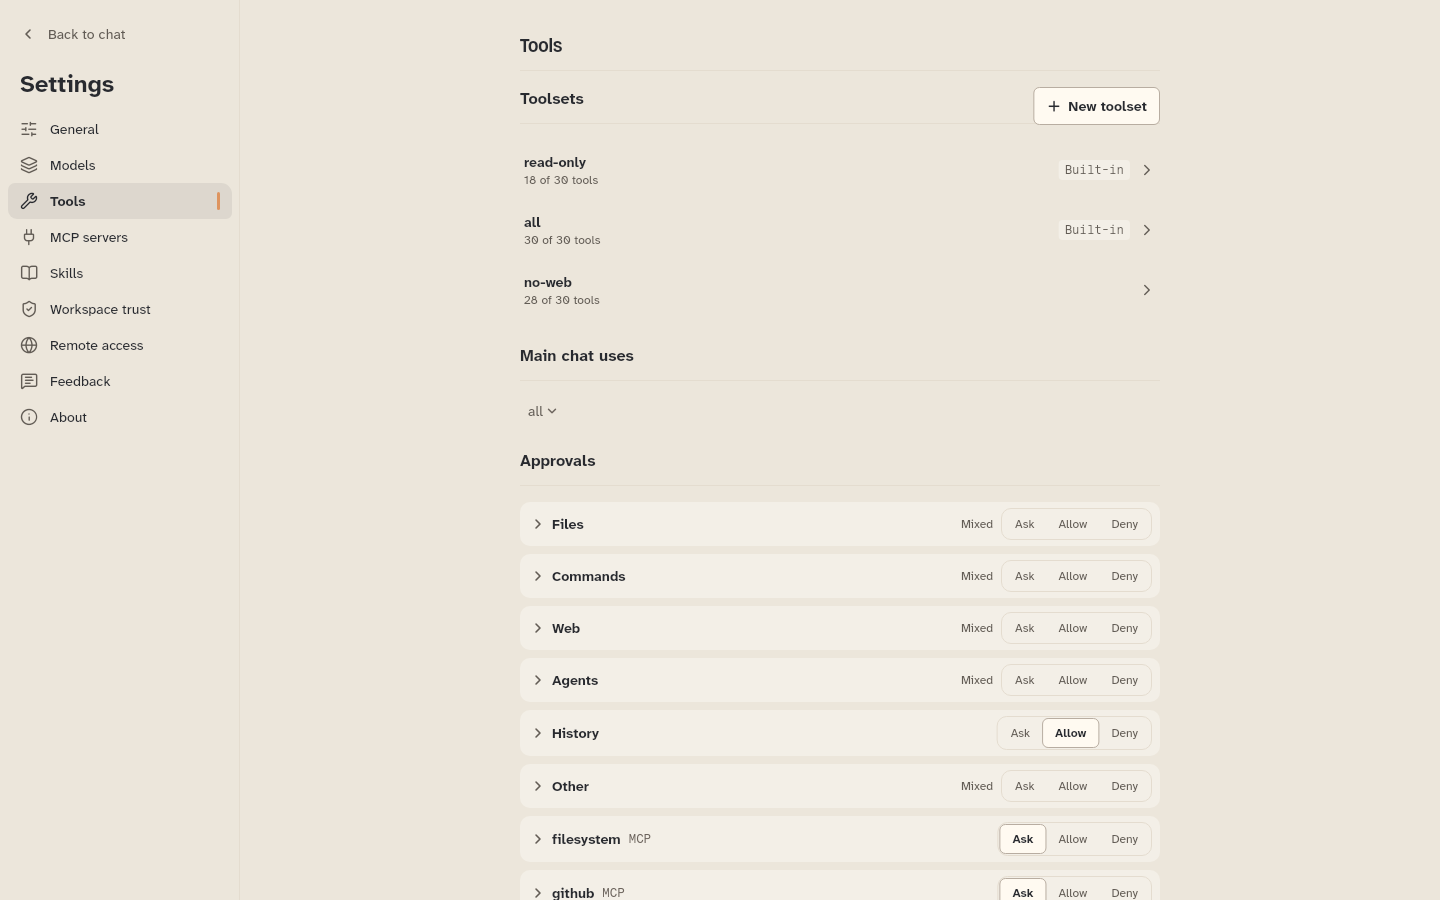 Back to chat
Settings
General
Models
Tools
MCP servers
Skills
Workspace trust
Remote access
Feedback
About
Tools
Toolsets
New toolset
read-only
18 of 30 tools
Built-in
all
30 of 30 tools
Built-in
no-web
28 of 30 tools
Main chat uses
all
Approvals
Files Mixed Ask Allow Deny
Commands Mixed Ask Allow Deny
Web Mixed Ask Allow Deny
Agents Mixed Ask Allow Deny
History Ask Allow Deny
Other Mixed Ask Allow Deny
filesystem MCP Ask Allow Deny
github MCP Ask Allow Deny